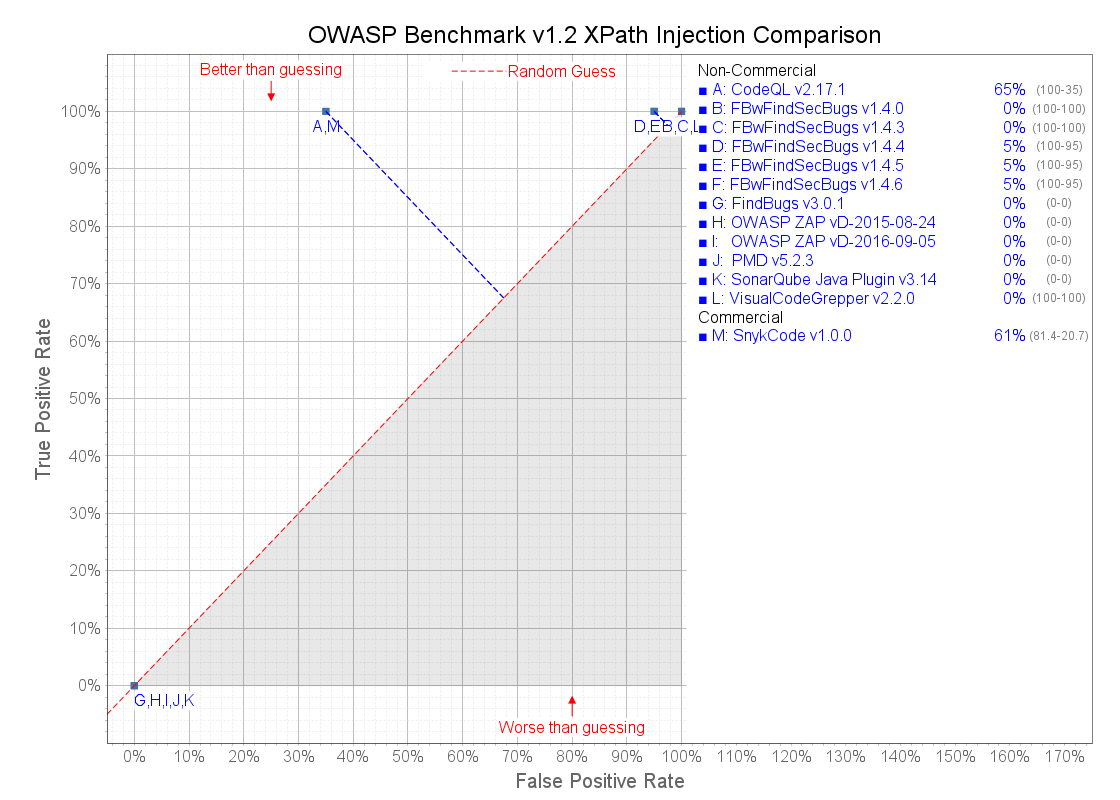 OWASP Benchmark v1.2 XPath Injection Comparison
Better than guessing
Random Guess
Non-Commercial
A: CodeQL v2.17.1 65% (100-35)
B: FBwFindSecBugs v1.4.0 0% (100-100)
C: FBwFindSecBugs v1.4.3 0% (100-100)
D: FBwFindSecBugs v1.4.4 5% (100-95)
E: FBwFindSecBugs v1.4.5 5% (100-95)
F: FBwFindSecBugs v1.4.6 5% (100-95)
G: FindBugs v3.0.1 0% (0-0)
H: OWASP ZAP vD-2015-08-24 0% (0-0)
I: OWASP ZAP vD-2016-09-05 0% (0-0)
J: PMD v5.2.3 0% (0-0)
K: SonarQube Java Plugin v3.14 0% (0-0)
L: VisualCodeGrepper v2.2.0 0% (100-100)
Commercial
M: SnykCode v1.0.0 61% (81.4-20.7)
True Positive Rate
100%
90%
80%
70%
60%
50%
40%
30%
20%
10%
0%
A,M
D,EB,C,L
G,H,I,J,K
Worse than guessing
0% 10% 20% 30% 40% 50% 60% 70% 80% 90% 100% 110% 120% 130% 140% 150% 160% 170%
False Positive Rate